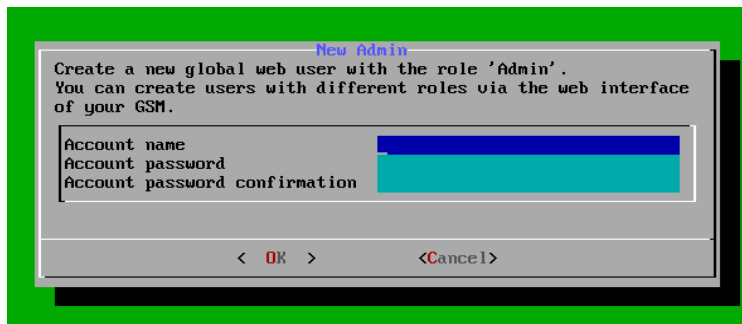 New Admin
Create a new global web user with the role 'Admin'.
You can create users with different roles via the web interface
of your GSM.
Account name
Account password
Account password confirmation
< OK > <Cancel>